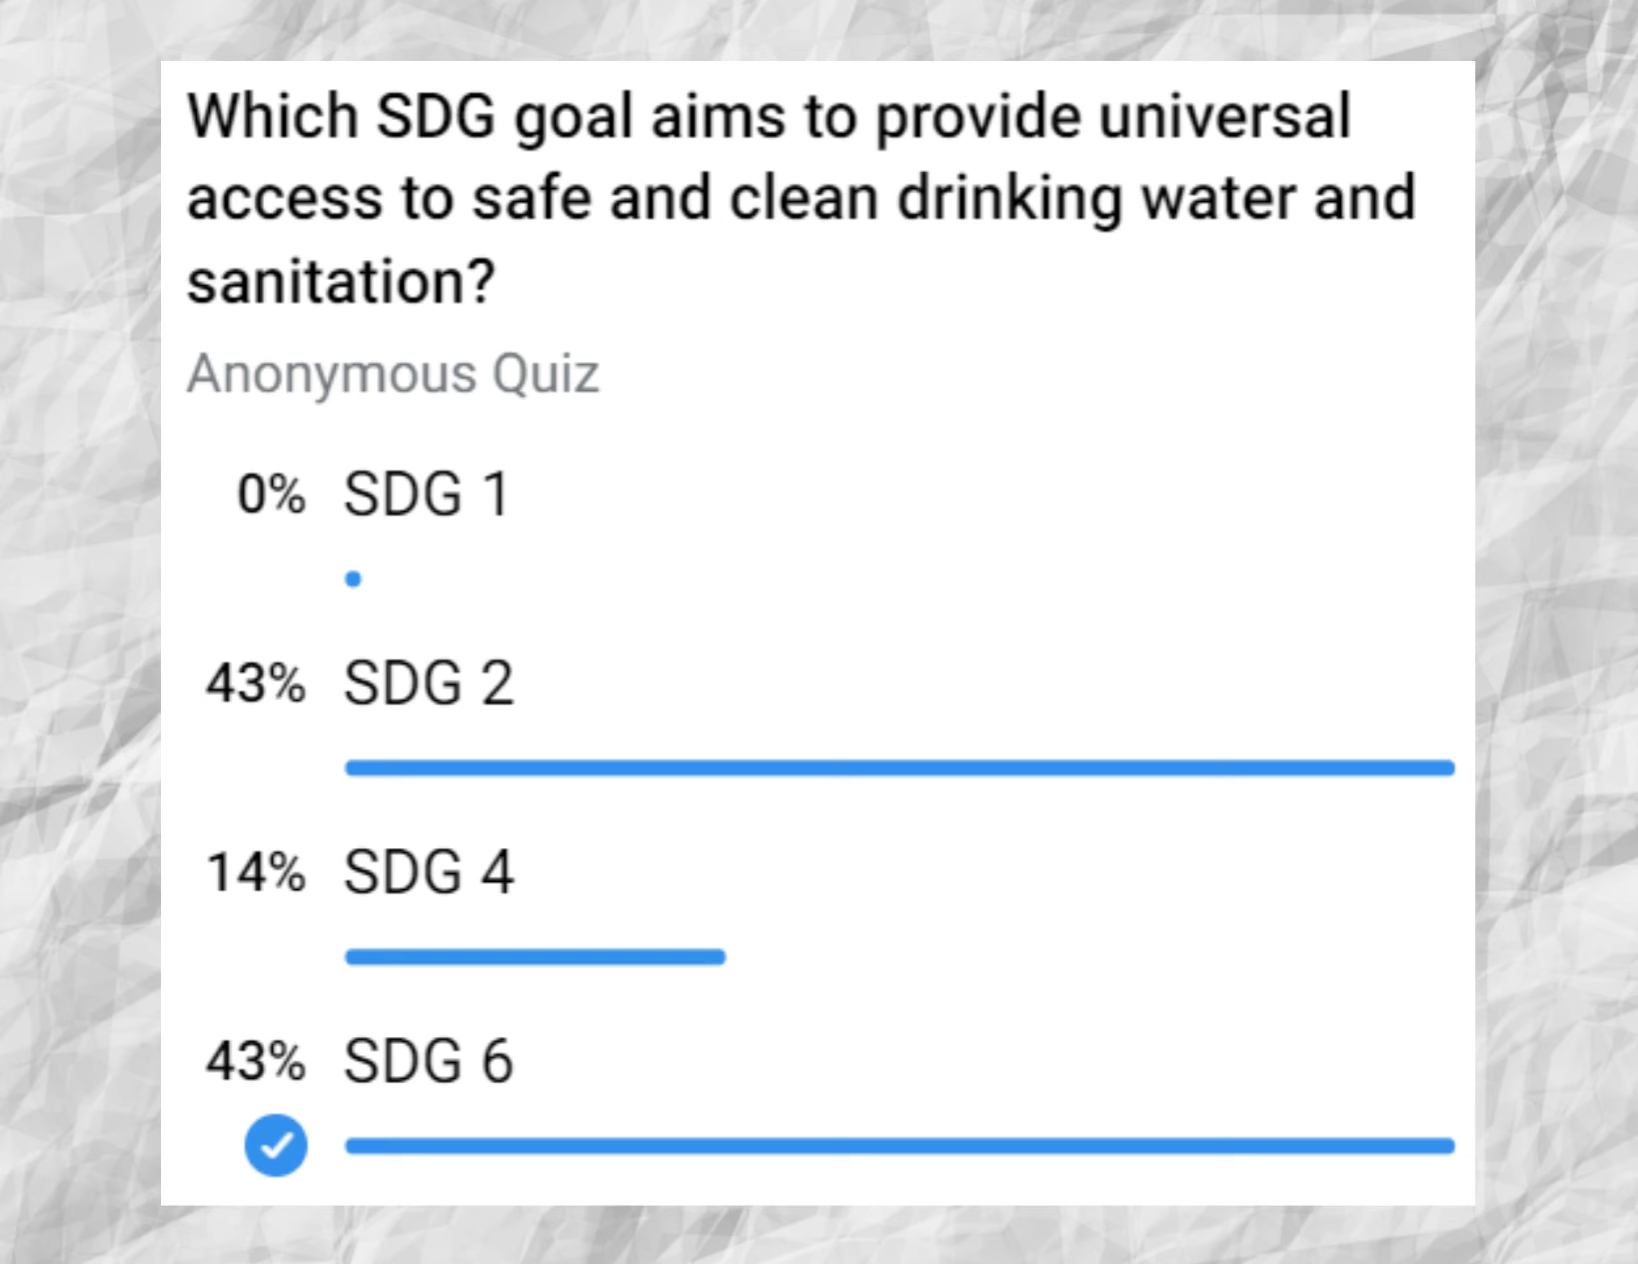 Which SDG goal aims to provide universal
access to safe and clean drinking water and
sanitation?
Anonymous Quiz
0% SDG 1
43% SDG 2
14% SDG 4
43% SDG 6